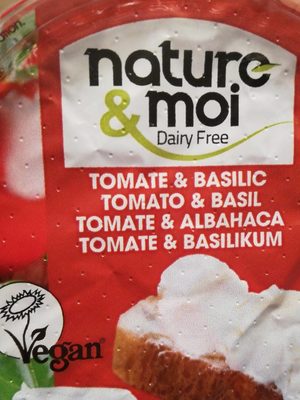 nature
& moi
Dairy Free
TOMATE & BASILIC
TOMATO & BASIL
TOMATE & ALBAHACA
TOMATE & BASILIKUM
Vegan